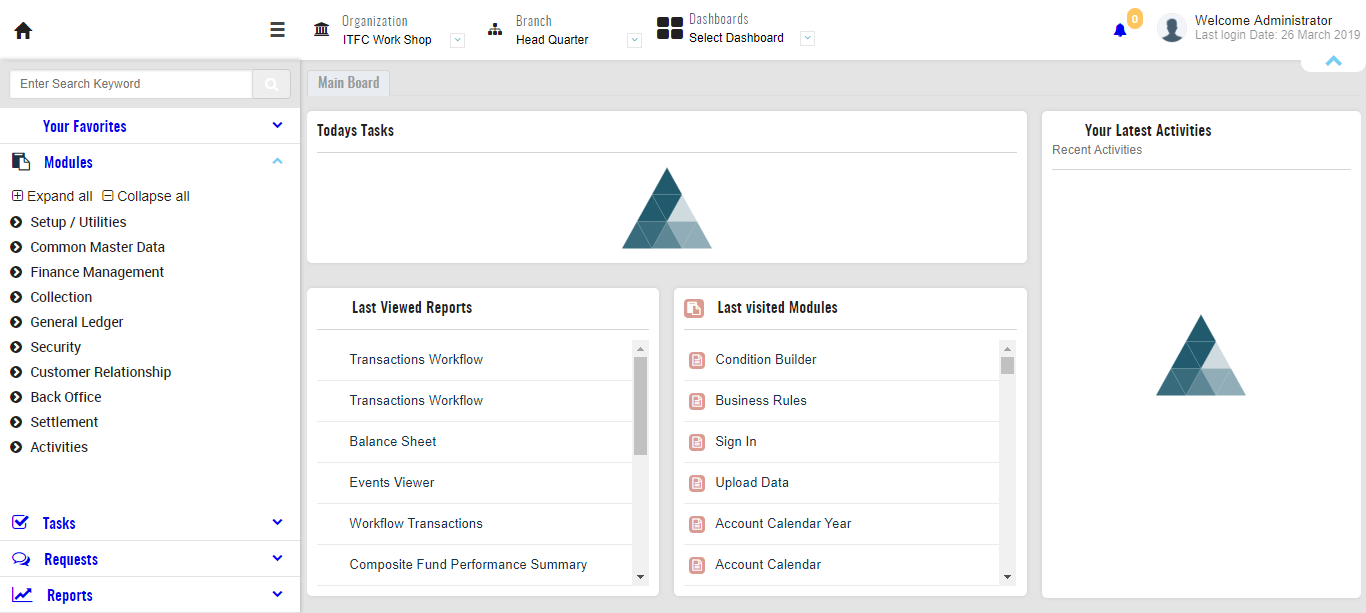 Organization
ITFC Work Shop
Branch
Head Quarter
Dashboards
Select Dashboard
0
Welcome Administrator
Last login Date: 26 March 2019
Enter Search Keyword
Your Favorites
Modules
Expand all Collapse all
Setup / Utilities
Common Master Data
Finance Management
Collection
General Ledger
Security
Customer Relationship
Back Office
Settlement
Activities
Tasks
Requests
Reports
Main Board
Todays Tasks
Last Viewed Reports
Transactions Workflow
Transactions Workflow
Balance Sheet
Events Viewer
Workflow Transactions
Composite Fund Performance Summary
Last visited Modules
Condition Builder
Business Rules
Sign In
Upload Data
Account Calendar Year
Account Calendar
Your Latest Activities
Recent Activities